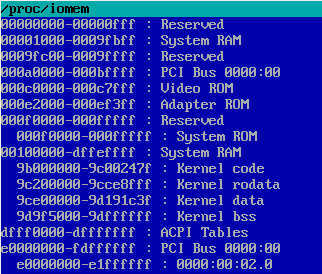 /proc/iomem
00000000-00000fff : Reserved
00001000-0009fbff : System RAM
0009fc00-0009ffff : Reserved
000a0000-000bffff : PCI Bus 0000:00
000c0000-000c7fff : Video ROM
000e2000-000ef3ff : Adapter ROM
000f0000-000fffff : Reserved
  000f0000-000fffff : System ROM
00100000-dffeffff : System RAM
  9b000000-9c00247f : Kernel code
  9c200000-9cce8fff : Kernel rodata
  9ce00000-9d191c3f : Kernel data
  9d9f5000-9dffffff : Kernel bss
dfff0000-dfffffff : ACPI Tables
e0000000-fdffffff : PCI Bus 0000:00
  e0000000-e1ffffff : 0000:00:02.0